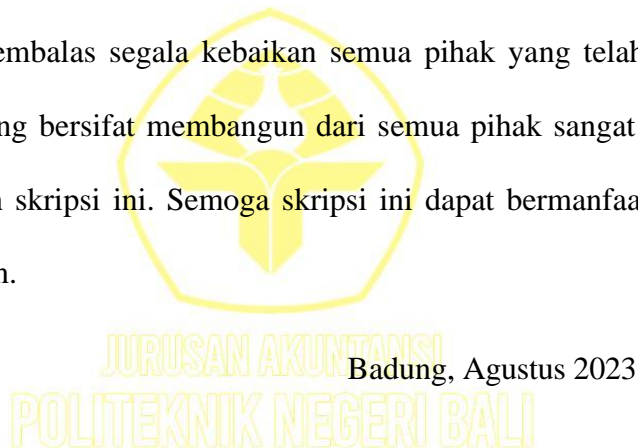 embalas segala kebaikan semua pihak yang telah
ng bersifat membangun dari semua pihak sangat
skripsi ini. Semoga skripsi ini dapat bermanfaa
n.
JURUSAN AKUNTANSI
Badung, Agustus 2023
POLITEKNIK NEGERI BALI